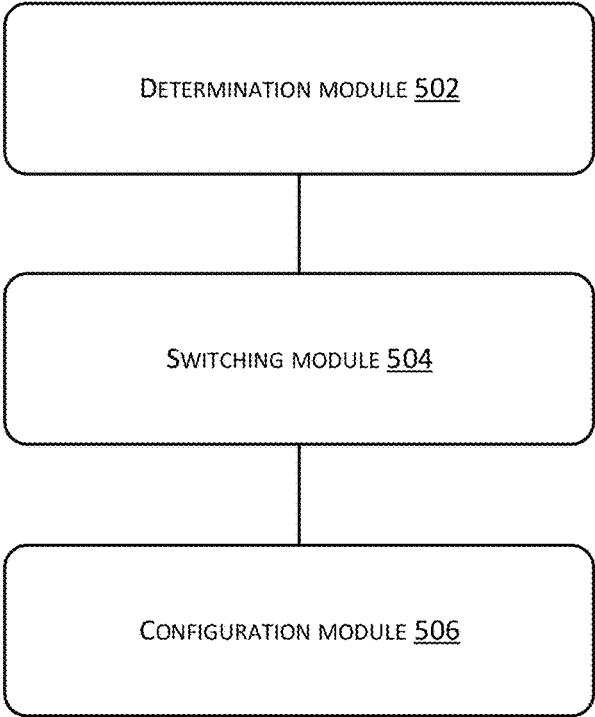 DETERMINATION MODULE 502
SWITCHING MODULE 504
CONFIGURATION MODULE 506